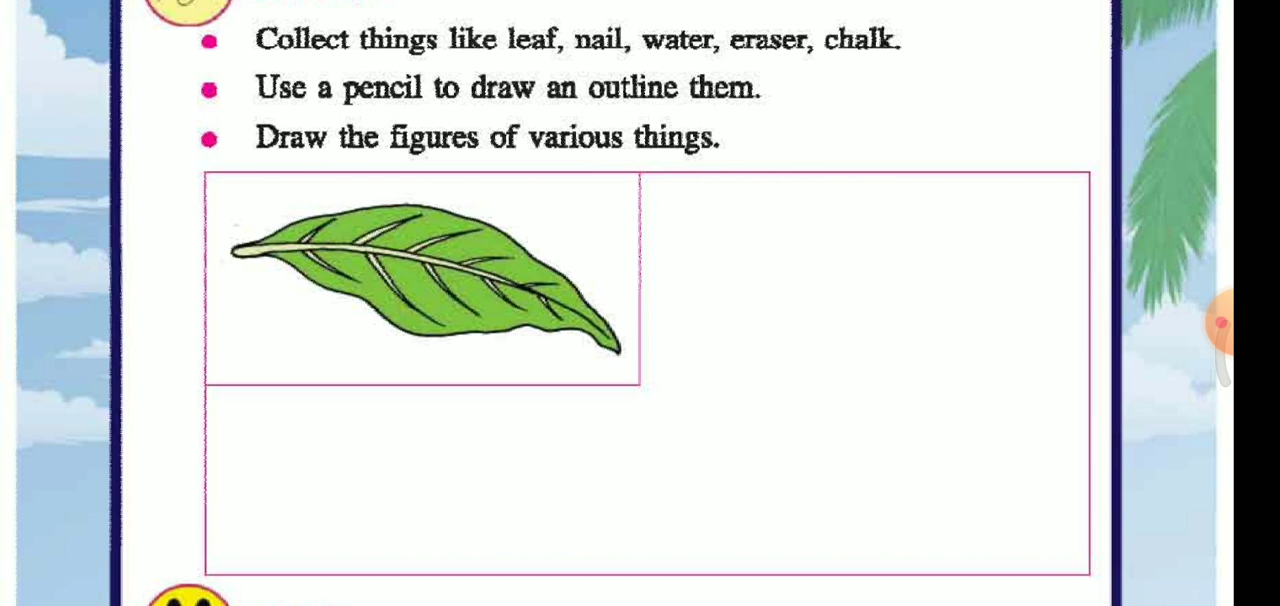 Collect things like leaf, nail, water, eraser, chalk.
Use a pencil to draw an outline them.
Draw the figures of various things.